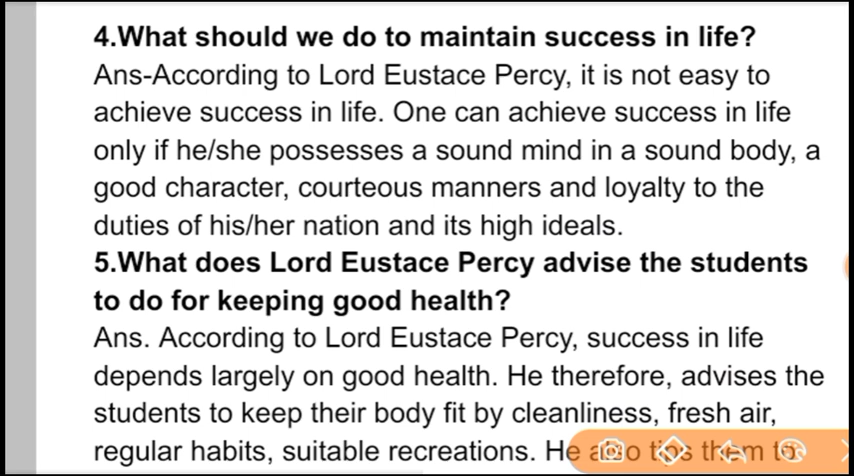 4.What should we do to maintain success in life?
Ans-According to Lord Eustace Percy, it is not easy to
achieve success in life. One can achieve success in life
only if he/she possesses a sound mind in a sound body, a
good character, courteous manners and loyalty to the
duties of his/her nation and its high ideals.
5.What does Lord Eustace Percy advise the students
to do for keeping good health?
Ans. According to Lord Eustace Percy, success in life
depends largely on good health. He therefore, advises the
students to keep their body fit by cleanliness, fresh air,
regular habits, suitable recreations. He also tips them to